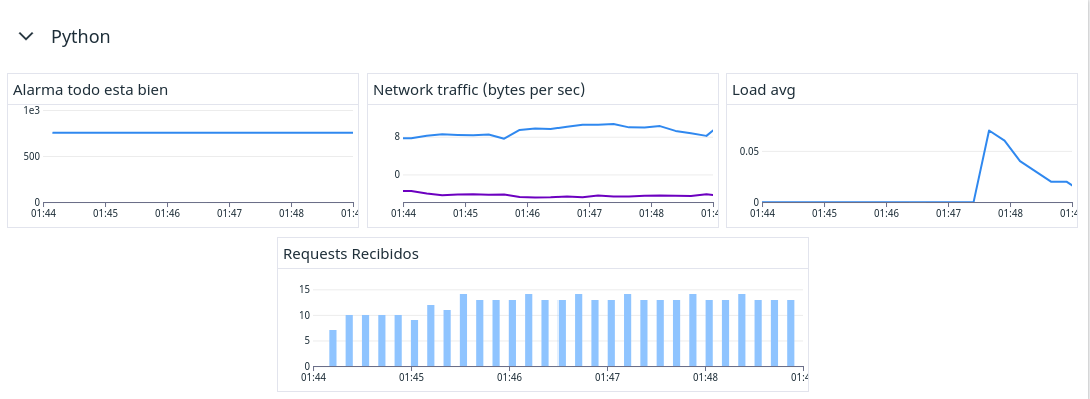 Python
Alarma todo esta bien
1e3
500
0
01:44 01:45 01:46 01:47 01:48 01:4
Network traffic (bytes per sec)
8
0
01:44 01:45 01:46 01:47 01:48 01:4
Load avg
0.05
0
01:44 01:45 01:46 01:47 01:48 01:4
Requests Recibidos
15
10
5
0
01:44 01:45 01:46 01:47 01:48 01:4